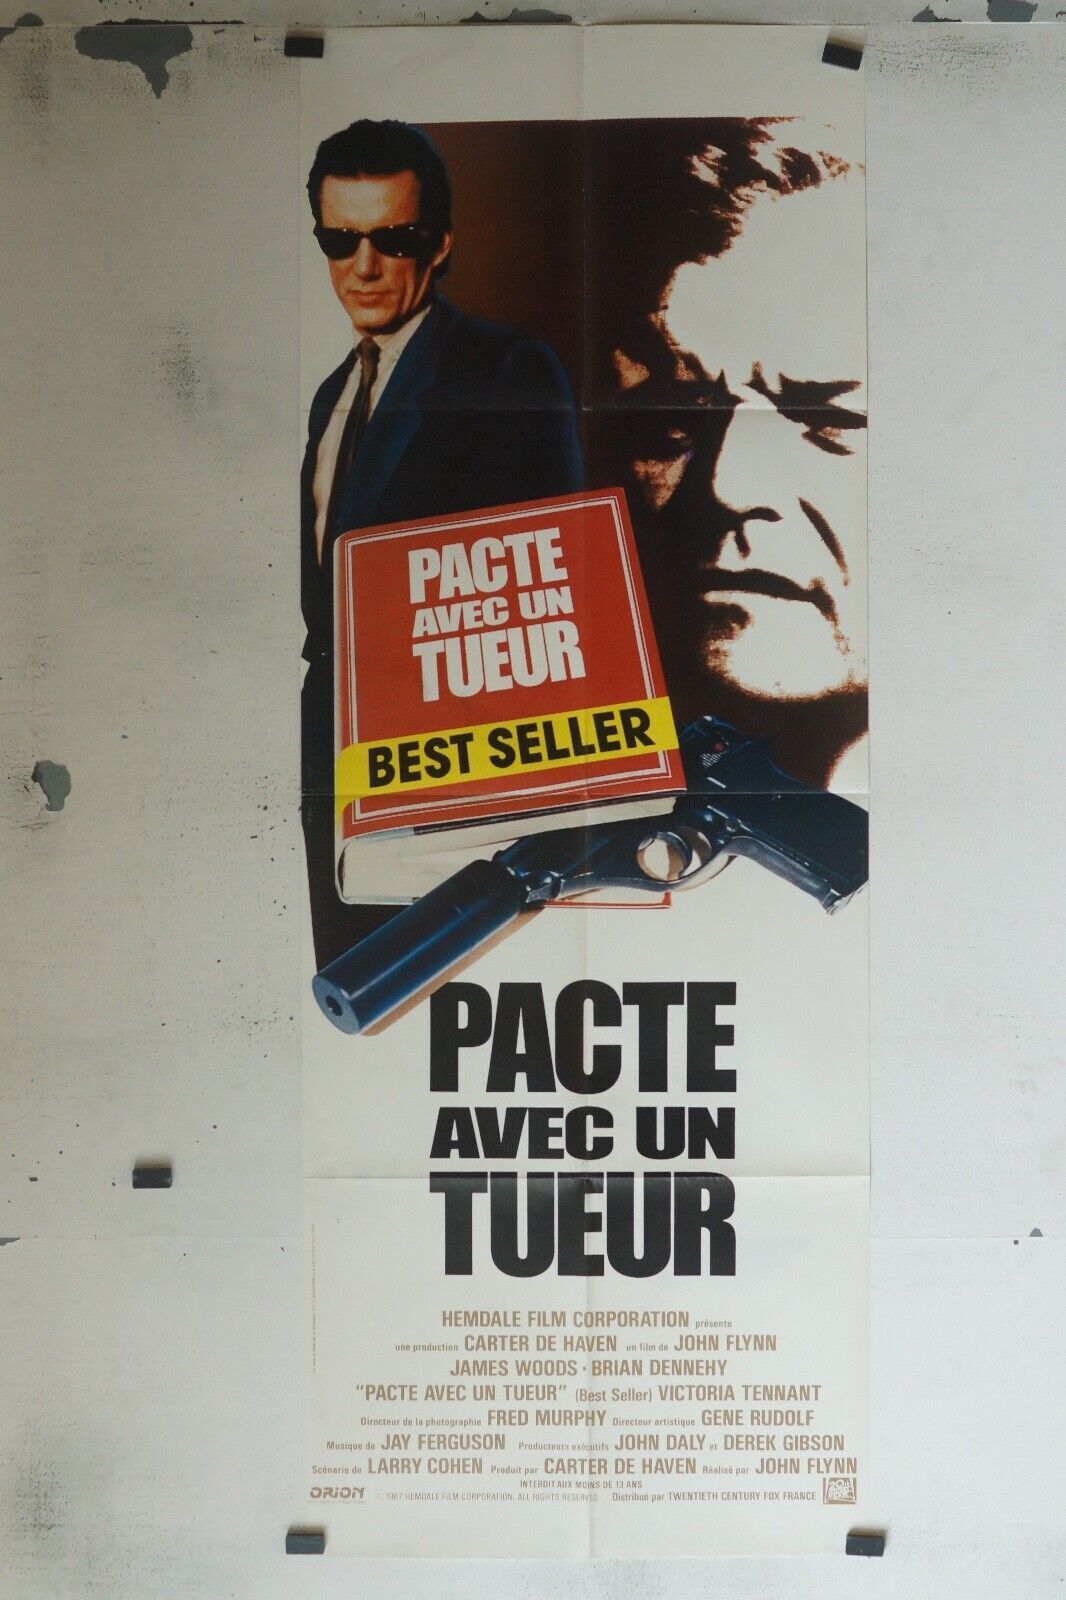 PACTE
AVEC UN
TUEUR
BEST SELLER
PACTE
AVEC UN
TUEUR
HEMDALE FILM CORPORATION présente
une production CARTER DE HAVEN un film de JOHN FLYNN
JAMES WOODS · BRIAN DENNEHY
"PACTE AVEC UN TUEUR" (Best Seller) VICTORIA TENNANT
Directeur de la photographie FRED MURPHY Directeur artistique GENE RUDOLF
Musique de JAY FERGUSON Producteurs exécutifs JOHN DALY et DEREK GIBSON
Scénario de LARRY COHEN Produit par CARTER DE HAVEN Réalisé par JOHN FLYNN
INTERDIT AUX MOINS DE 13 ANS
ORION © 1987 HEMDALE FILM CORPORATION. ALL RIGHTS RESERVED. Distribué par TWENTIETH CENTURY FOX FRANCE